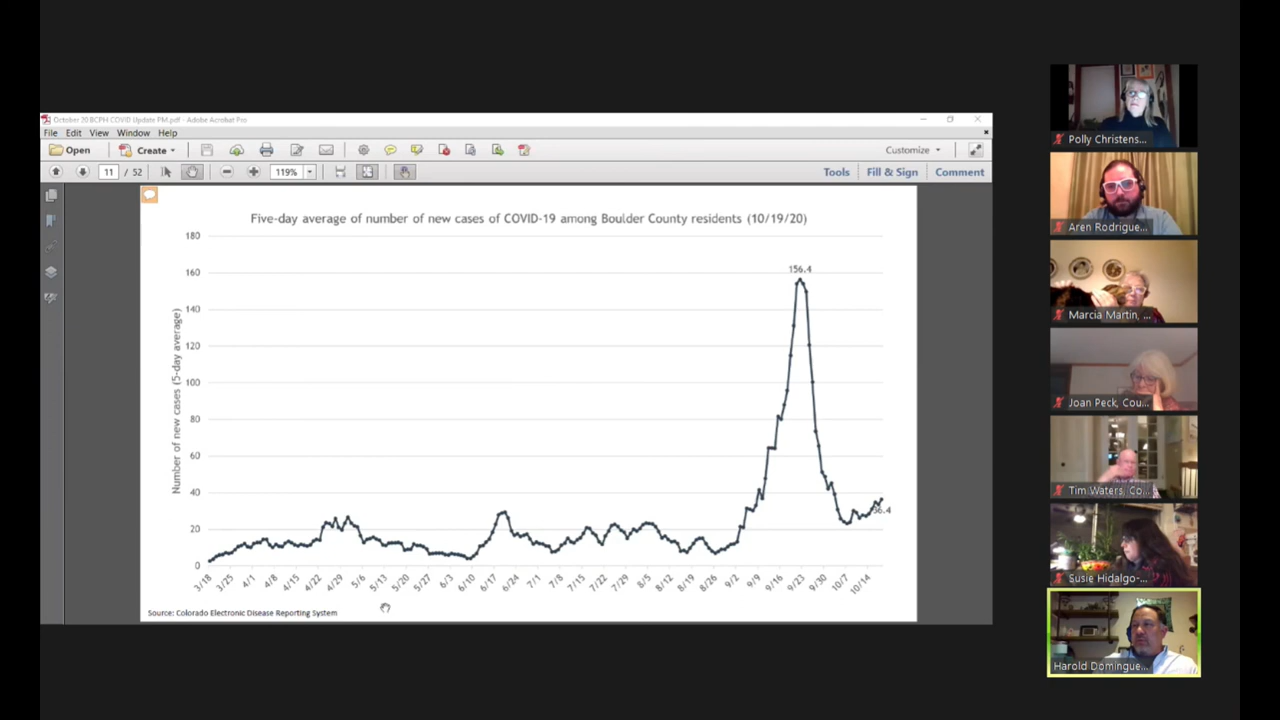 October 20 BCPH COVID Update PM.pdf - Adobe Acrobat Pro
File Edit View Window Help
Open Create Customize
11 / 52 119% Tools Fill & Sign Comment
Five-day average of number of new cases of COVID-19 among Boulder County residents (10/19/20)
Number of new cases (5-day average)
180
160
140
120
100
80
60
40
20
0
156.4
36.4
3/18 3/25 4/1 4/8 4/15 4/22 4/29 5/6 5/13 5/20 5/27 6/3 6/10 6/17 6/24 7/1 7/8 7/15 7/22 7/29 8/5 8/12 8/19 8/26 9/2 9/9 9/16 9/23 9/30 10/7 10/14
Source: Colorado Electronic Disease Reporting System
Polly Christens...
Aren Rodrigue...
Marcia Martin, ...
Joan Peck, Cou...
Tim Waters, Co...
Susie Hidalgo-...
Harold Domingue...